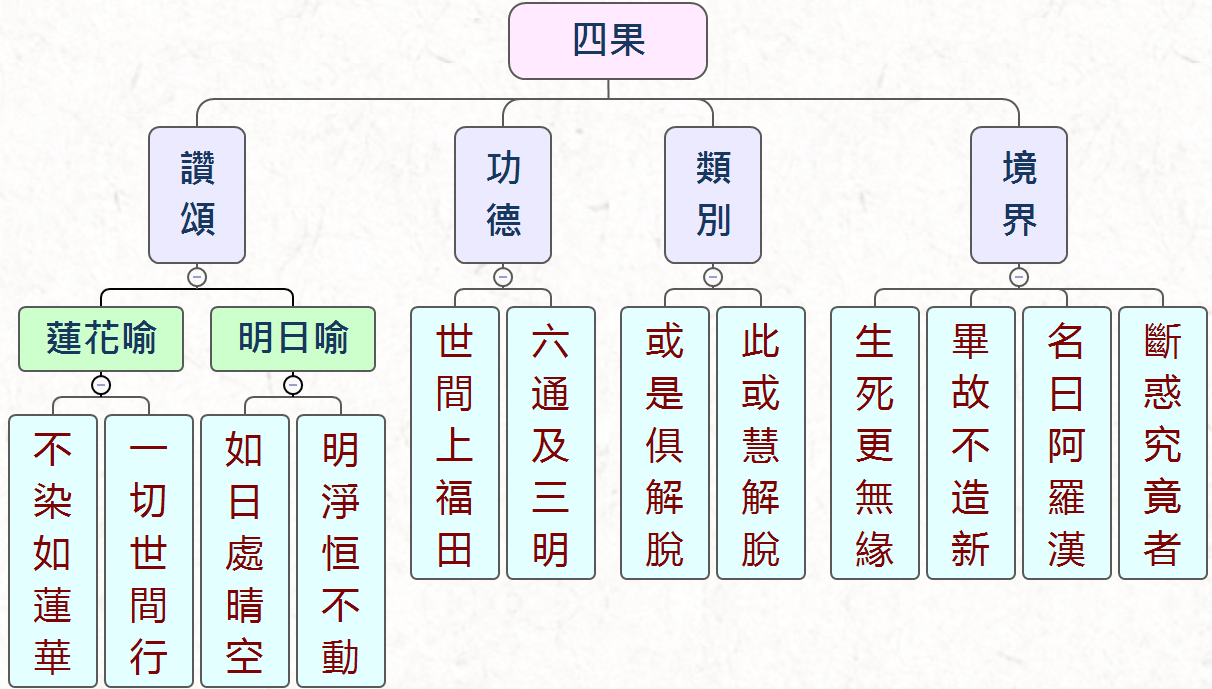 四果
境界
斷惑究竟者
名曰阿羅漢
畢故不造新
生死更無緣
類別
此或慧解脫
或是俱解脫
功德
六通及三明
世間上福田
讚頌
明日喻
明淨恒不動
如日處晴空
蓮花喻
一切世間行
不染如蓮華